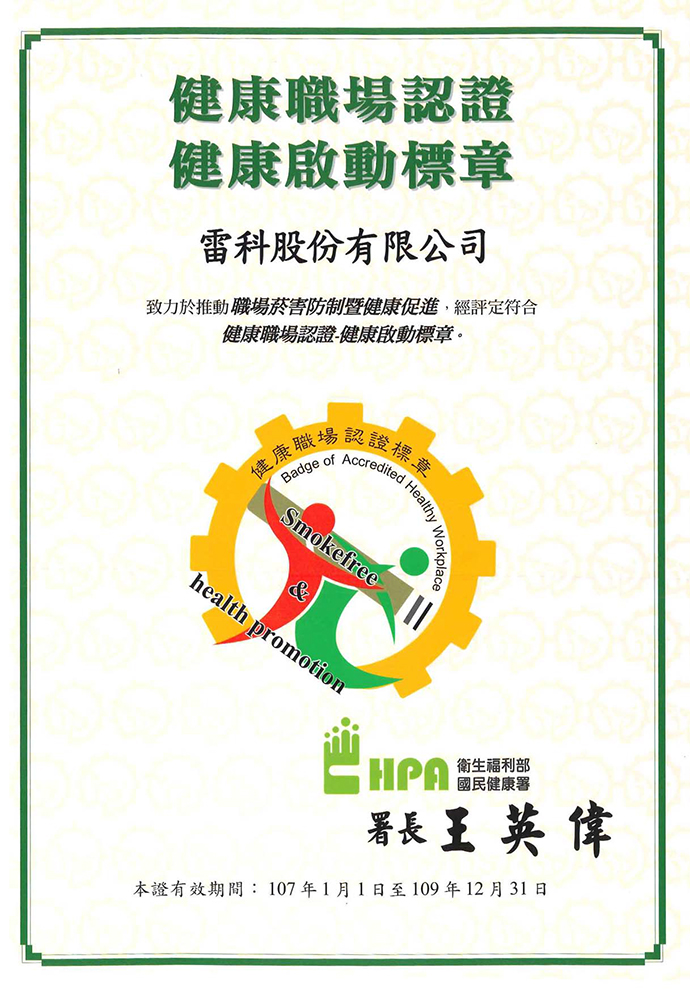 健康職場認證
健康啟動標章
雷科股份有限公司
致力於推動職場菸害防制暨健康促進，經評定符合
健康職場認證-健康啟動標章。
健康職場認證標章
Badge of Accredited Healthy Workplace
Smokefree
&
health promotion
HPA
衛生福利部
國民健康署
署長 王英偉
本證有效期間：107年1月1日至109年12月31日